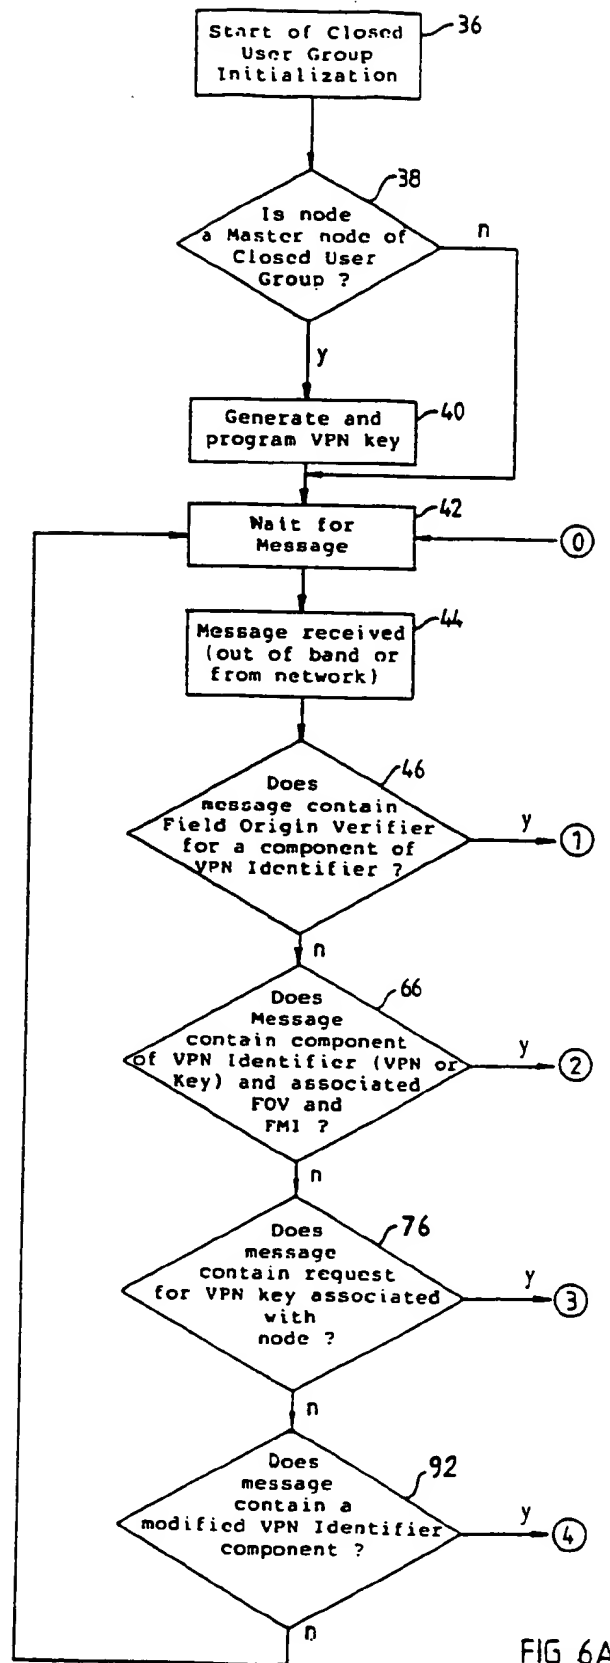 Start of Closed
User Group
Initialization
36
38
Is node
a Master node of
Closed User
Group ?
n
y
Generate and
program VPN key
40
42
Wait for
Message
0
44
Message received
(out of band or
from network)
46
Does
message contain
Field Origin Verifier
for a component of
VPN Identifier ?
y
1
n
66
Does
Message
contain component
of VPN Identifier (VPN or
Key) and associated
FOV and
FMI ?
y
2
n
76
Does
message
contain request
for VPN key associated
with
node ?
y
3
n
92
Does
message
contain a
modified VPN Identifier
component ?
y
4
n
FIG 6A